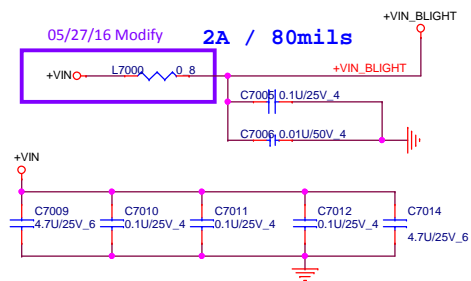 +VIN_BLIGHT
05/27/16 Modify 2A / 80mils
+VIN L7000 0_8 +VIN_BLIGHT
C7005 0.1U/25V_4
C7006 0.01U/50V_4
+VIN
C7009 C7010 C7011 C7012 C7014
4.7U/25V_6 0.1U/25V_4 0.1U/25V_4 0.1U/25V_4
4.7U/25V_6